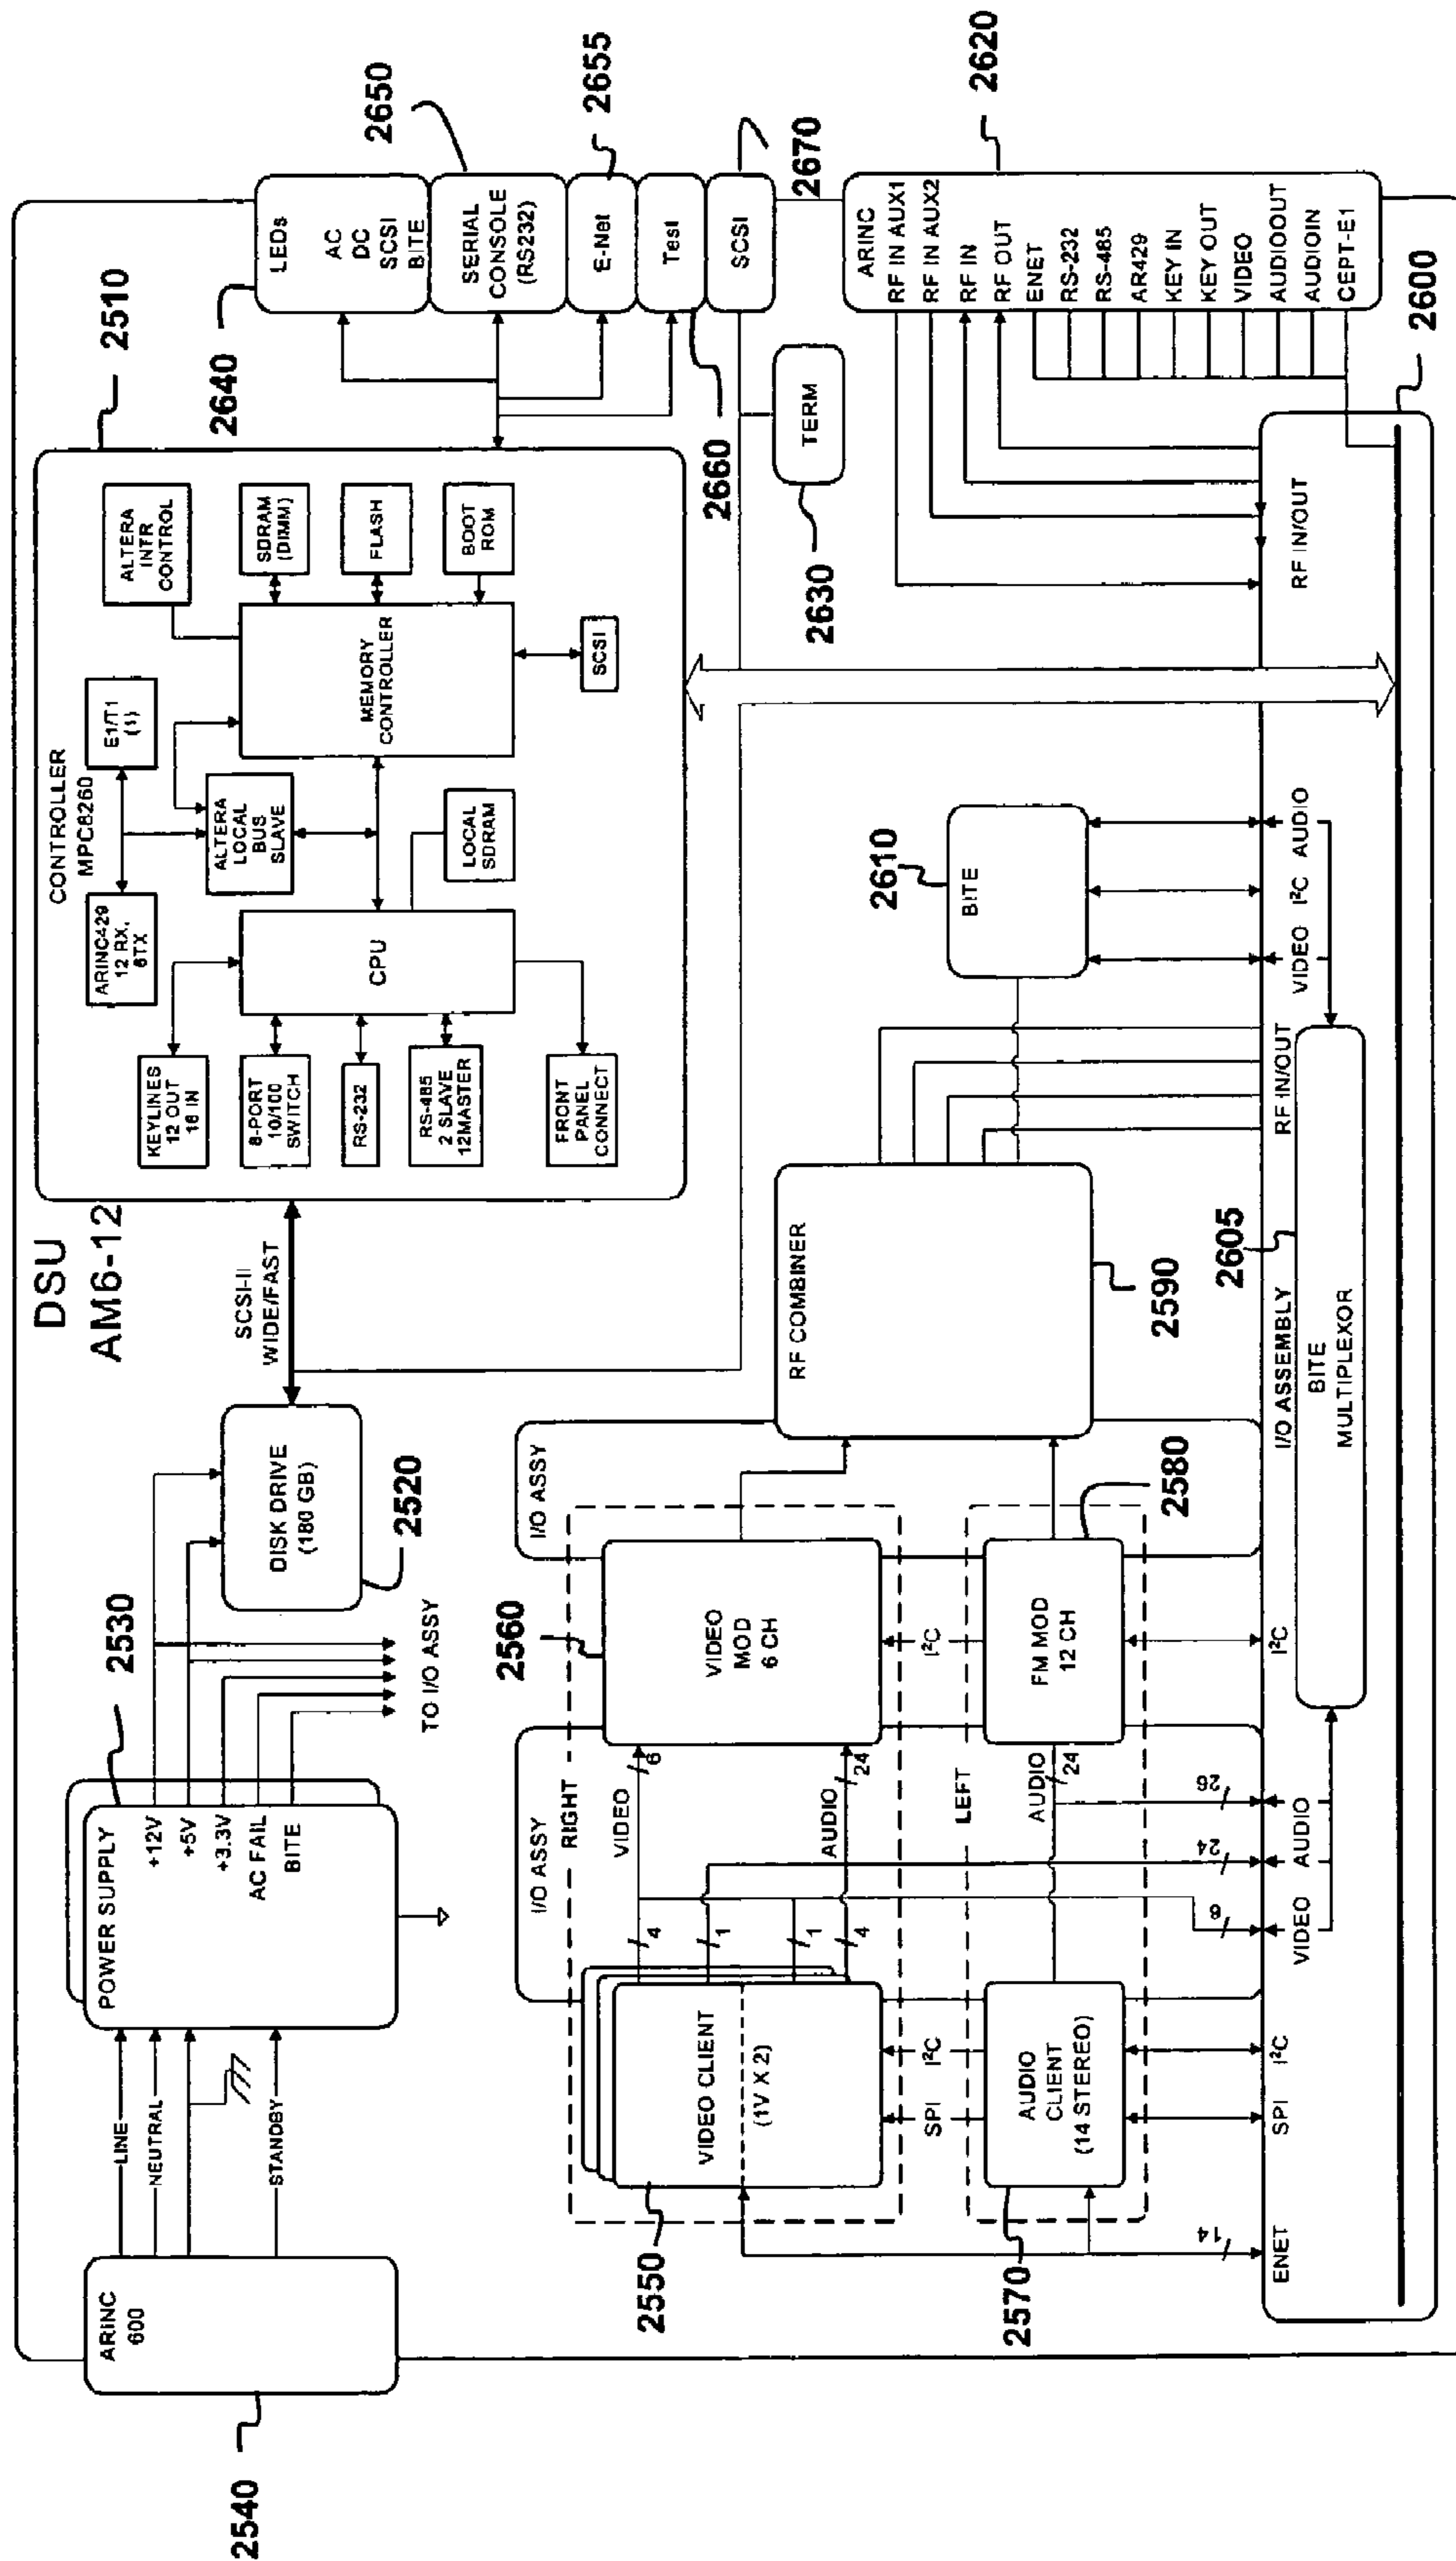 DSU
AM6-12
2540
ARINC
600
LINE
NEUTRAL
STANDBY
POWER SUPPLY
+12V
+5V
+3.3V
AC FAIL
BITE
2530
TO I/O ASSY
DISK DRIVE
(180 GB)
2520
SCSI-II
WIDE/FAST
CONTROLLER
MPC8260
2510
KEYLINES
12 OUT
16 IN
8-PORT
10/100
SWITCH
RS-232
RS-485
2 SLAVE
12MASTER
FRONT
PANEL
CONNECT
ARINC429
12 RX,
6TX
E1/T1
ALTERA
LOCAL
BUS
SLAVE
CPU
LOCAL
SDRAM
MEMORY
CONTROLLER
ALTERA
INTR
CONTROL
SDRAM
(DIMM)
FLASH
BOOT
ROM
SCSI
2640
LEDs
AC
DC
SCSI
BITE
2650
SERIAL
CONSOLE
(RS232)
2655
E-Net
Test
2660
SCSI
2670
TERM
2630
2620
ARINC
RF IN AUX1
RF IN AUX2
RF IN
RF OUT
ENET
RS-232
RS-485
AR429
KEY IN
KEY OUT
VIDEO
AUDIOOUT
AUDIOIN
CEPT-E1
2600
I/O ASSY
RIGHT
2550
VIDEO CLIENT
(1V X 2)
4
1
1
4
VIDEO
6
AUDIO
24
2560
VIDEO
MOD
6 CH
I/O ASSY
SPI
I²C
I²C
LEFT
2570
AUDIO
CLIENT
(14 STEREO)
AUDIO
24
FM MOD
12 CH
2580
RF COMBINER
2590
2610
BITE
14
6
24
26
ENET
SPI
I²C
VIDEO
AUDIO
I²C
I/O ASSEMBLY
2605
BITE
MULTIPLEXOR
RF IN/OUT
VIDEO
I²C
AUDIO
RF IN/OUT